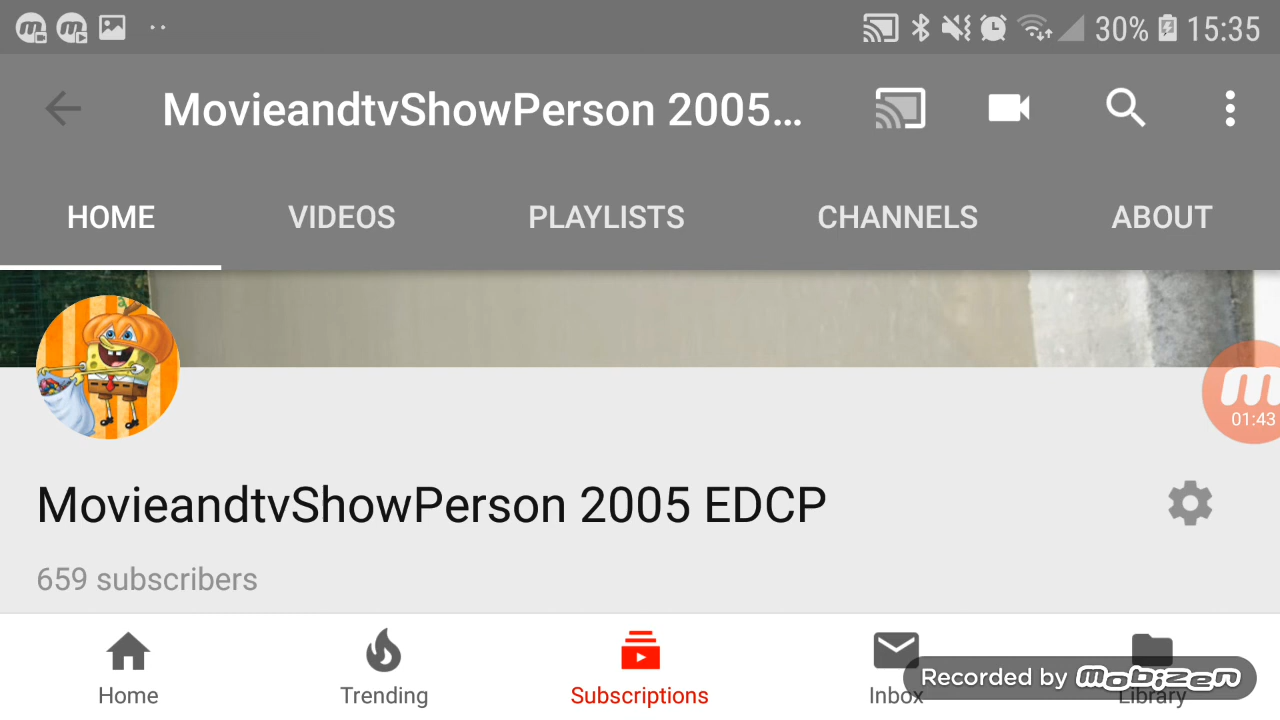 30% 15:35
MovieandtvShowPerson 2005...
HOME VIDEOS PLAYLISTS CHANNELS ABOUT
m
01:43
MovieandtvShowPerson 2005 EDCP
659 subscribers
Home Trending Subscriptions Inbox Library
Recorded by mobizen